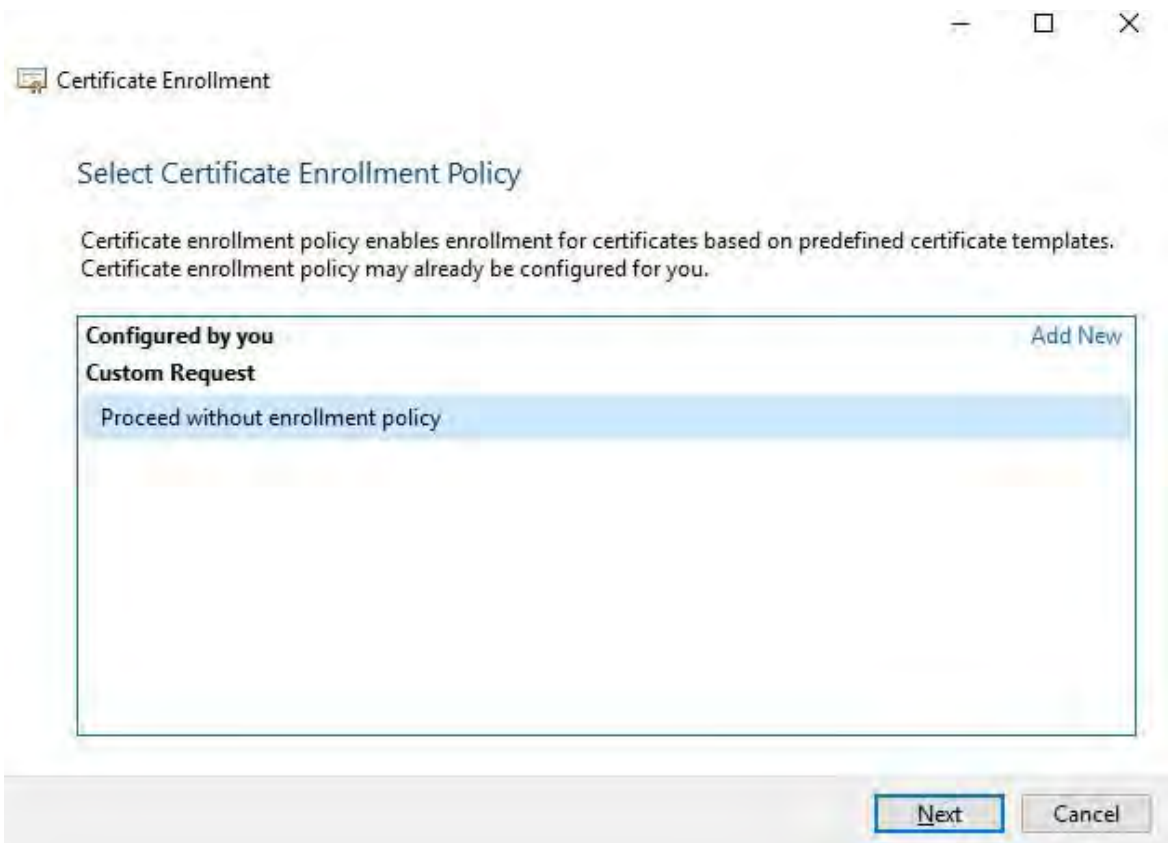 Certificate Enrollment
Select Certificate Enrollment Policy
Certificate enrollment policy enables enrollment for certificates based on predefined certificate templates.
Certificate enrollment policy may already be configured for you.
Configured by you Add New
Custom Request
Proceed without enrollment policy
Next Cancel